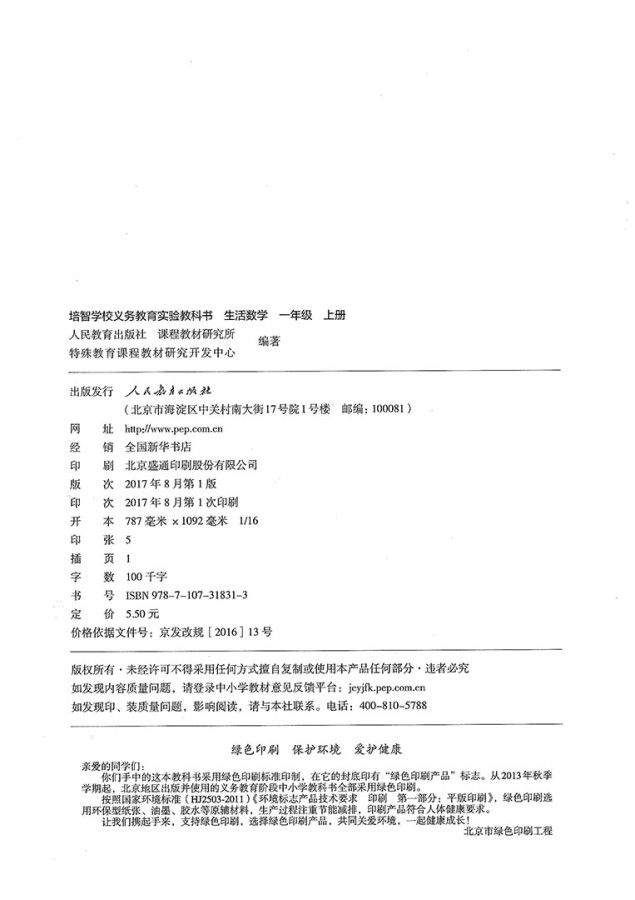 培智学校义务教育实验教科书 生活数学 一年级 上册
人民教育出版社 课程教材研究所
特殊教育课程教材研究开发中心
编著
出版发行 人民教育出版社
（北京市海淀区中关村南大街17号院1号楼 邮编：100081）
网 址 http://www.pep.com.cn
经 销 全国新华书店
印 刷 北京盛通印刷股份有限公司
版 次 2017 年 8 月第 1 版
印 次 2017 年 8 月第 1 次印刷
开 本 787 毫米 × 1092 毫米 1/16
印 张 5
插 页 1
字 数 100 千字
书 号 ISBN 978-7-107-31831-3
定 价 5.50 元
价格依据文件号：京发改规［2016］13 号
版权所有·未经许可不得采用任何方式擅自复制或使用本产品任何部分·违者必究
如发现内容质量问题，请登录中小学教材意见反馈平台：jcyjfk.pep.com.cn
如发现印、装质量问题，影响阅读，请与本社联系。电话：400-810-5788
绿色印刷 保护环境 爱护健康
亲爱的同学们：
你们手中的这本教科书采用绿色印刷标准印制，在它的封底印有“绿色印刷产品”标志。从2013年秋季
学期起，北京地区出版并使用的义务教育阶段中小学教科书全部采用绿色印刷。
按照国家环境标准（HJ2503-2011）《环境标志产品技术要求 印刷 第一部分：平版印刷》，绿色印刷选
用环保型纸张、油墨、胶水等原辅材料，生产过程注重节能减排，印刷产品符合人体健康要求。
让我们携起手来，支持绿色印刷，选择绿色印刷产品，共同关爱环境，一起健康成长！
北京市绿色印刷工程